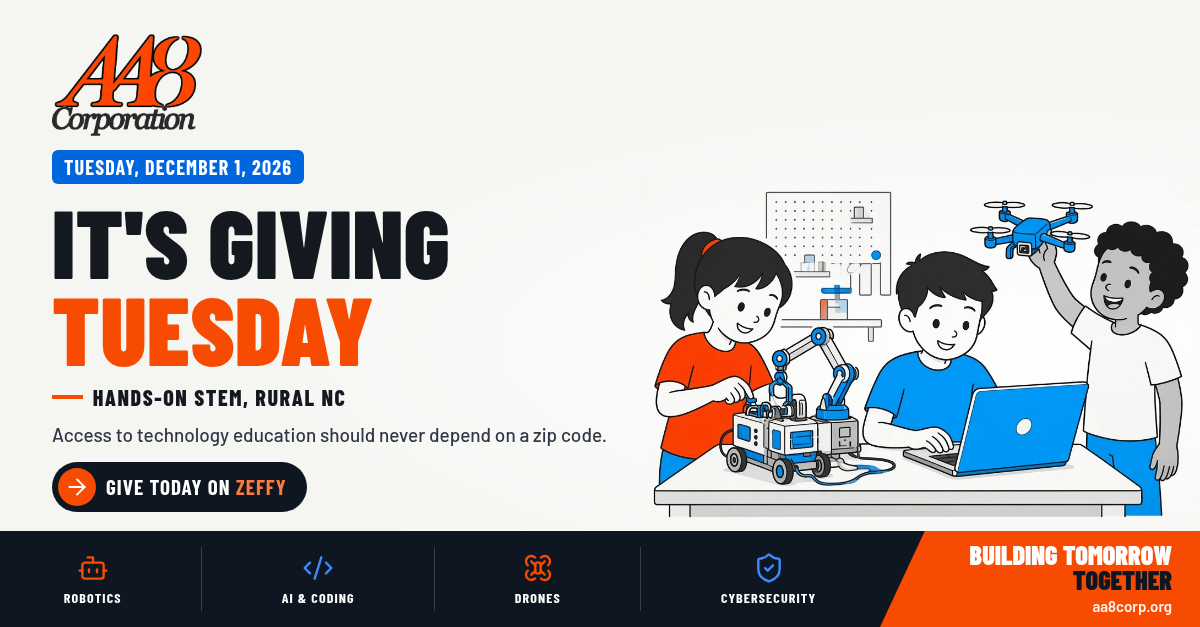 AA8
Corporation
TUESDAY, DECEMBER 1, 2026
IT'S GIVING
TUESDAY
HANDS-ON STEM, RURAL NC
Access to technology education should never depend on a zip code.
GIVE TODAY ON ZEFFY
ROBOTICS
AI & CODING
DRONES
CYBERSECURITY
BUILDING TOMORROW
TOGETHER
aa8corp.org